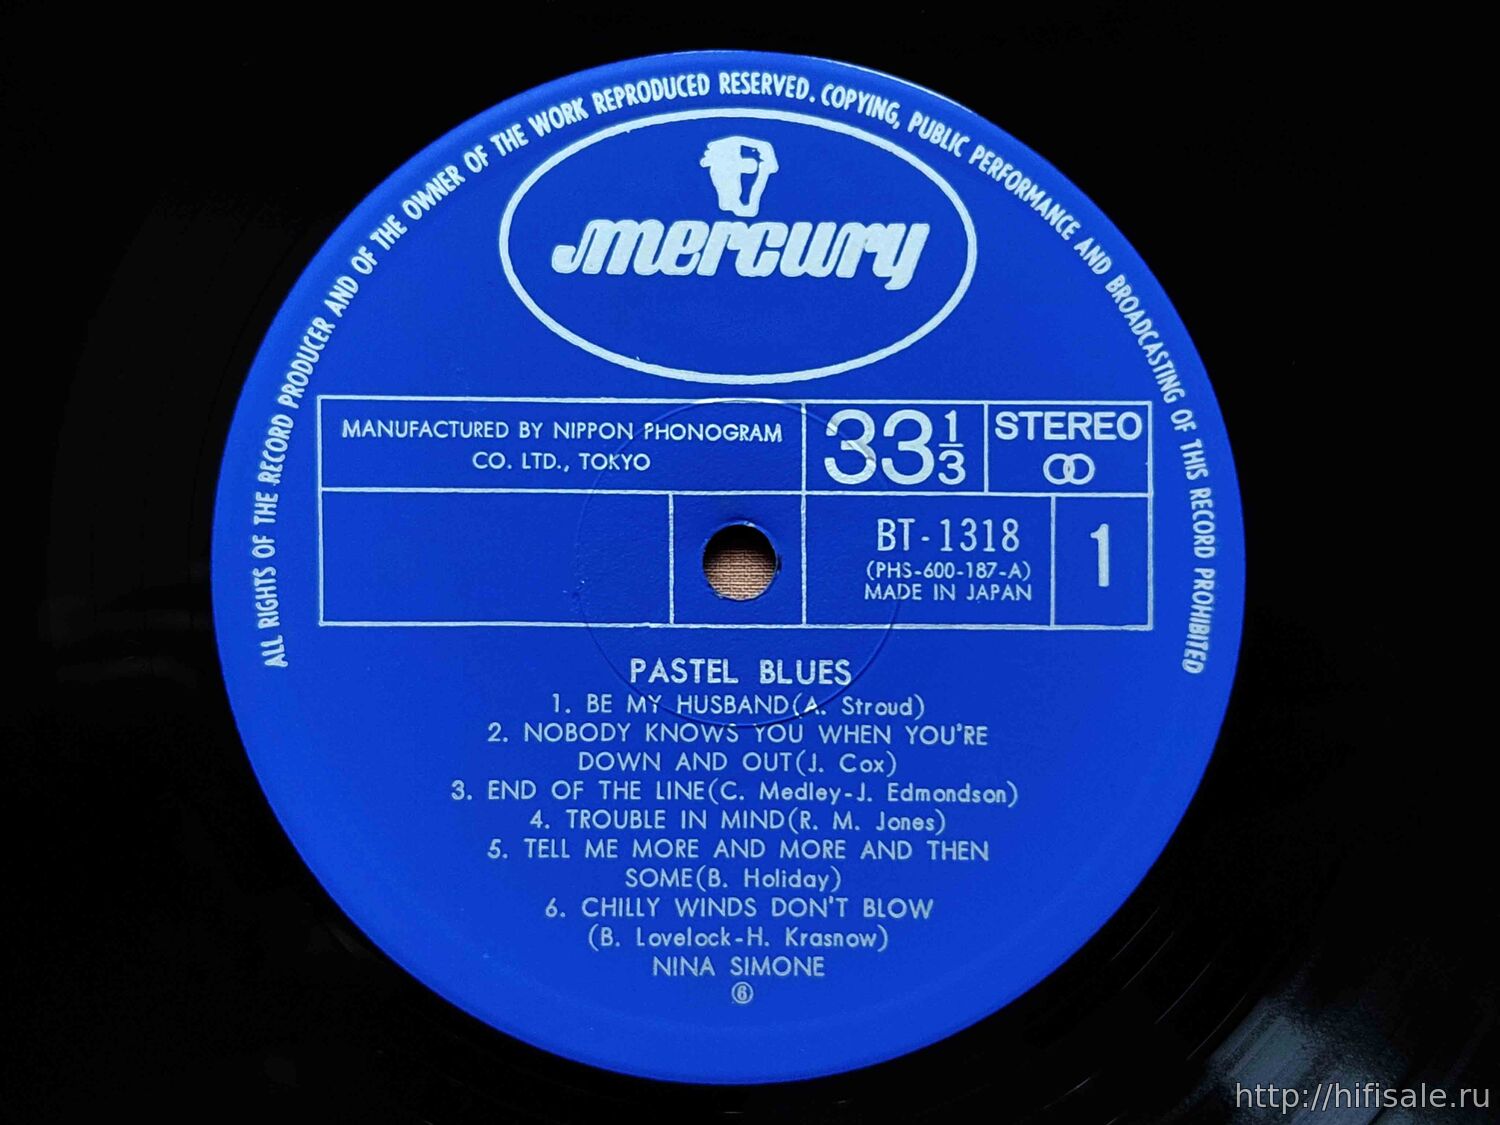 ALL RIGHTS OF THE RECORD PRODUCER AND OF THE OWNER OF THE WORK REPRODUCED RESERVED. COPYING, PUBLIC PERFORMANCE AND BROADCASTING OF THIS RECORD PROHIBITED
mercury
MANUFACTURED BY NIPPON PHONOGRAM
CO. LTD., TOKYO
33 1/3
STEREO
BT-1318
(PHS-600-187-A)
MADE IN JAPAN
1
PASTEL BLUES
1. BE MY HUSBAND(A. Stroud)
2. NOBODY KNOWS YOU WHEN YOU'RE
DOWN AND OUT(J. Cox)
3. END OF THE LINE(C. Medley-J. Edmondson)
4. TROUBLE IN MIND(R. M. Jones)
5. TELL ME MORE AND MORE AND THEN
SOME(B. Holiday)
6. CHILLY WINDS DON'T BLOW
(B. Lovelock-H. Krasnow)
NINA SIMONE
⑥
http://hifisale.ru